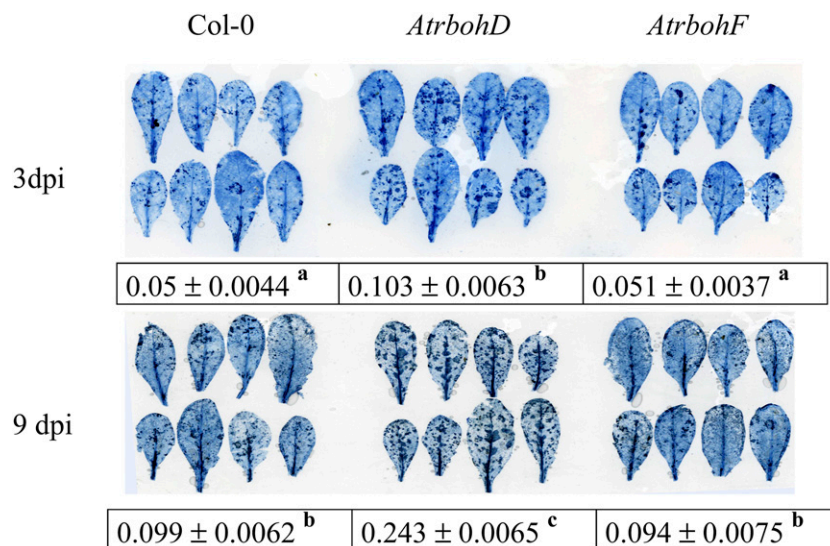 Col-0 AtrbohD AtrbohF
3dpi
0.05 ± 0.0044 a 0.103 ± 0.0063 b 0.051 ± 0.0037 a
9 dpi
0.099 ± 0.0062 b 0.243 ± 0.0065 c 0.094 ± 0.0075 b